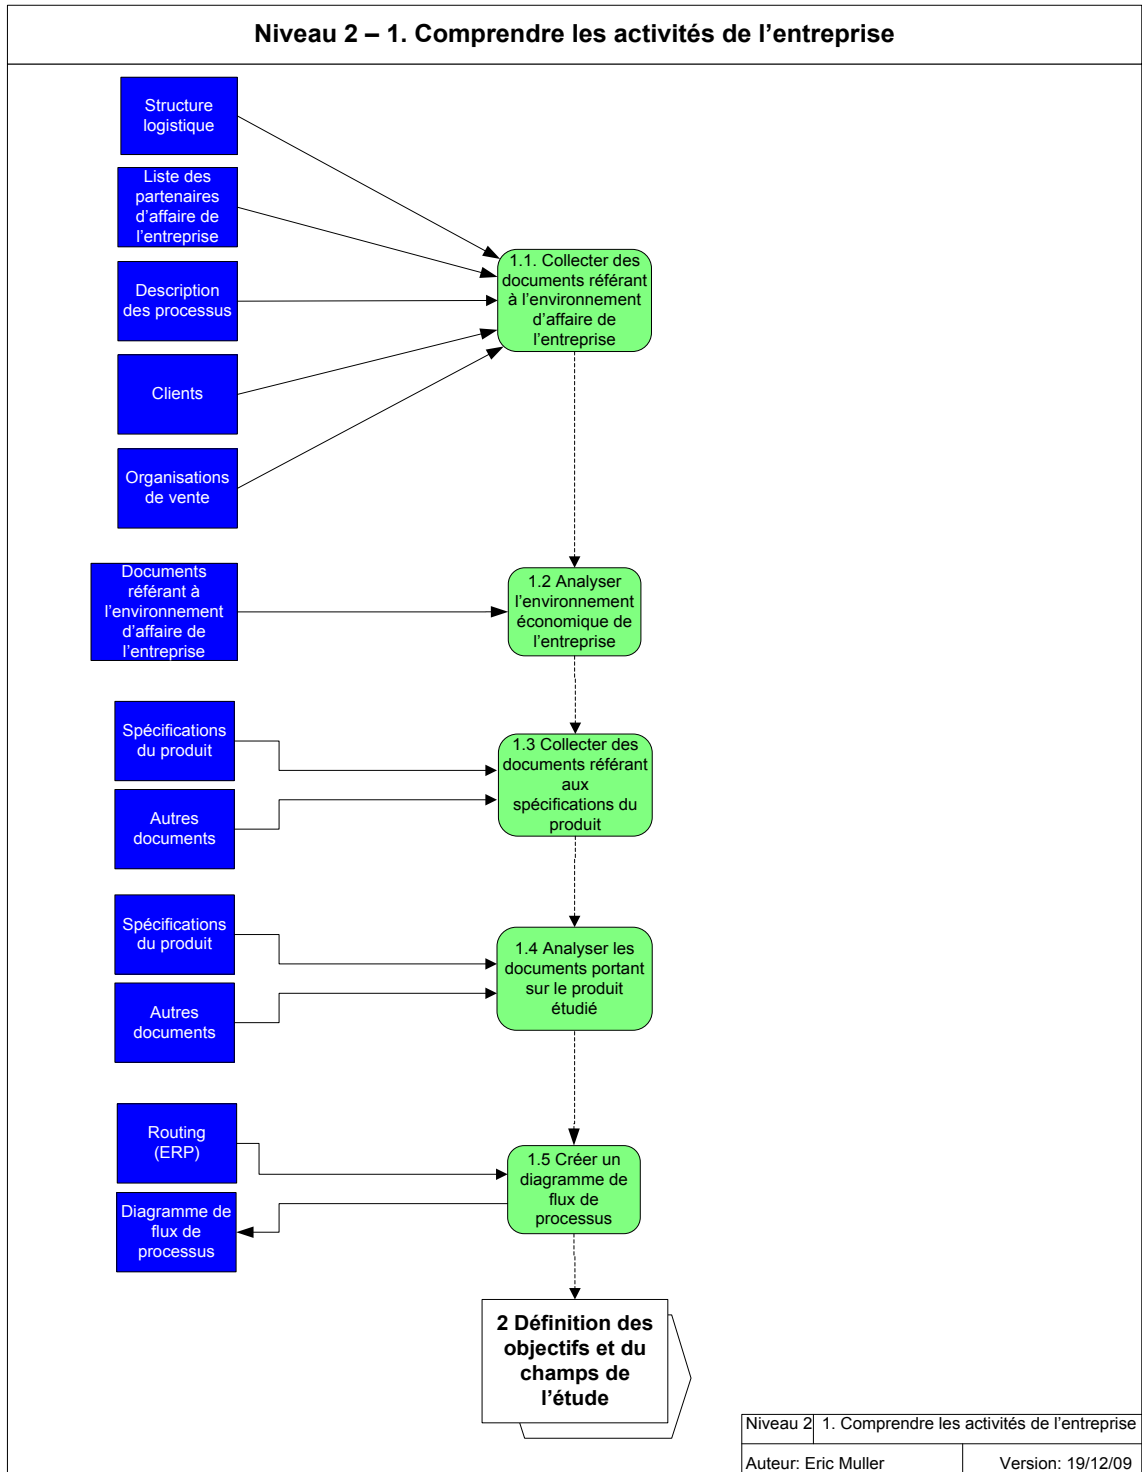 Niveau 2 – 1. Comprendre les activités de l'entreprise
Structure
logistique
Liste des
partenaires
d'affaire de
l'entreprise
Description
des processus
Clients
Organisations
de vente
1.1. Collecter des
documents référant
à l'environnement
d'affaire de
l'entreprise
Documents
référant à
l'environnement
d'affaire de
l'entreprise
1.2 Analyser
l'environnement
économique de
l'entreprise
Spécifications
du produit
Autres
documents
1.3 Collecter des
documents référant
aux
spécifications du
produit
Spécifications
du produit
Autres
documents
1.4 Analyser les
documents portant
sur le produit
étudié
Routing
(ERP)
Diagramme de
flux de
processus
1.5 Créer un
diagramme de
flux de
processus
2 Définition des
objectifs et du
champs de
l'étude
Niveau 2 1. Comprendre les activités de l'entreprise
Auteur: Eric Muller Version: 19/12/09